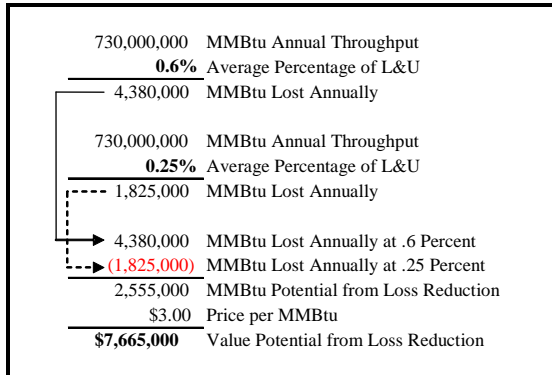 730,000,000 MMBtu Annual Throughput
0.6% Average Percentage of L&U
4,380,000 MMBtu Lost Annually
730,000,000 MMBtu Annual Throughput
0.25% Average Percentage of L&U
1,825,000 MMBtu Lost Annually
4,380,000 MMBtu Lost Annually at .6 Percent
(1,825,000) MMBtu Lost Annually at .25 Percent
2,555,000 MMBtu Potential from Loss Reduction
$3.00 Price per MMBtu
$7,665,000 Value Potential from Loss Reduction